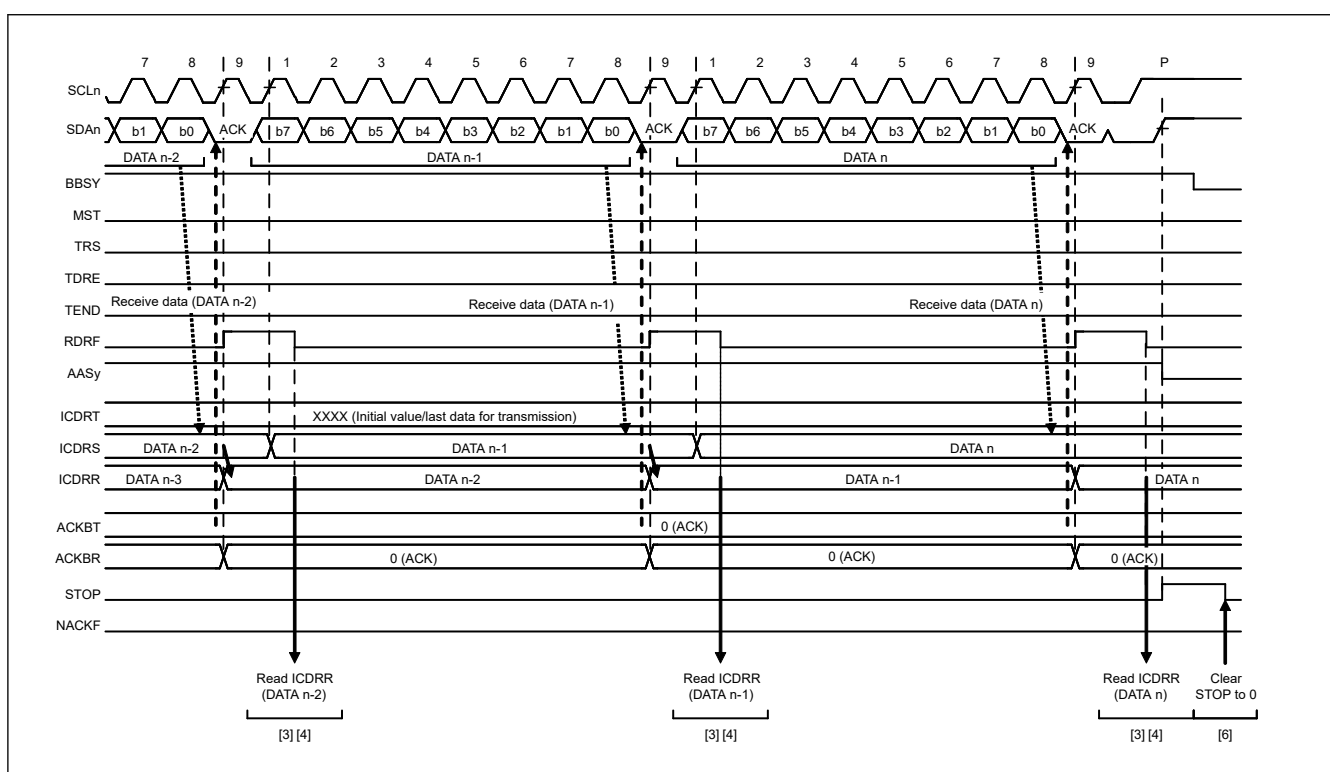 7 8 9 1 2 3 4 5 6 7 8 9 1 2 3 4 5 6 7 8 9 P
SCLn
SDAn b1 b0 ACK b7 b6 b5 b4 b3 b2 b1 b0 ACK b7 b6 b5 b4 b3 b2 b1 b0 ACK
DATA n-2 DATA n-1 DATA n
BBSY
MST
TRS
TDRE
TEND Receive data (DATA n-2) Receive data (DATA n-1) Receive data (DATA n)
RDRF
AASy
ICDRT XXXX (Initial value/last data for transmission)
ICDRS DATA n-2 DATA n-1 DATA n
ICDRR DATA n-3 DATA n-2 DATA n-1 DATA n
ACKBT 0 (ACK)
ACKBR 0 (ACK) 0 (ACK) 0 (ACK)
STOP
NACKF
Read ICDRR Read ICDRR Read ICDRR Clear
(DATA n-2) (DATA n-1) (DATA n) STOP to 0
[3] [4] [3] [4] [3] [4] [6]